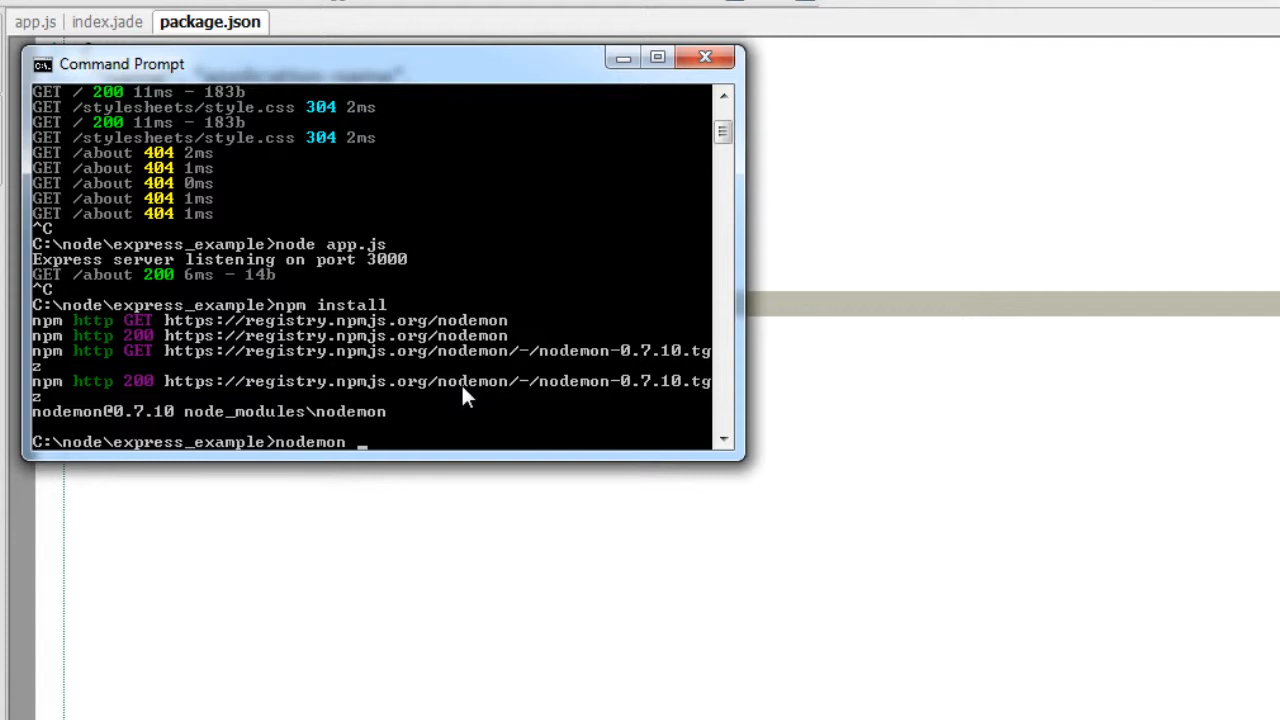 app.js | index.jade package.json
Command Prompt
GET / 200 11ms - 183b
GET /stylesheets/style.css 304 2ms
GET / 200 11ms - 183b
GET /stylesheets/style.css 304 2ms
GET /about 404 2ms
GET /about 404 1ms
GET /about 404 0ms
GET /about 404 1ms
GET /about 404 1ms
^C
C:\node\express_example>node app.js
Express server listening on port 3000
GET /about 200 6ms - 14b
^C
C:\node\express_example>npm install
npm http GET https://registry.npmjs.org/nodemon
npm http 200 https://registry.npmjs.org/nodemon
npm http GET https://registry.npmjs.org/nodemon/-/nodemon-0.7.10.tg
z
npm http 200 https://registry.npmjs.org/nodemon/-/nodemon-0.7.10.tg
z
nodemon@0.7.10 node_modules\nodemon
C:\node\express_example>nodemon _